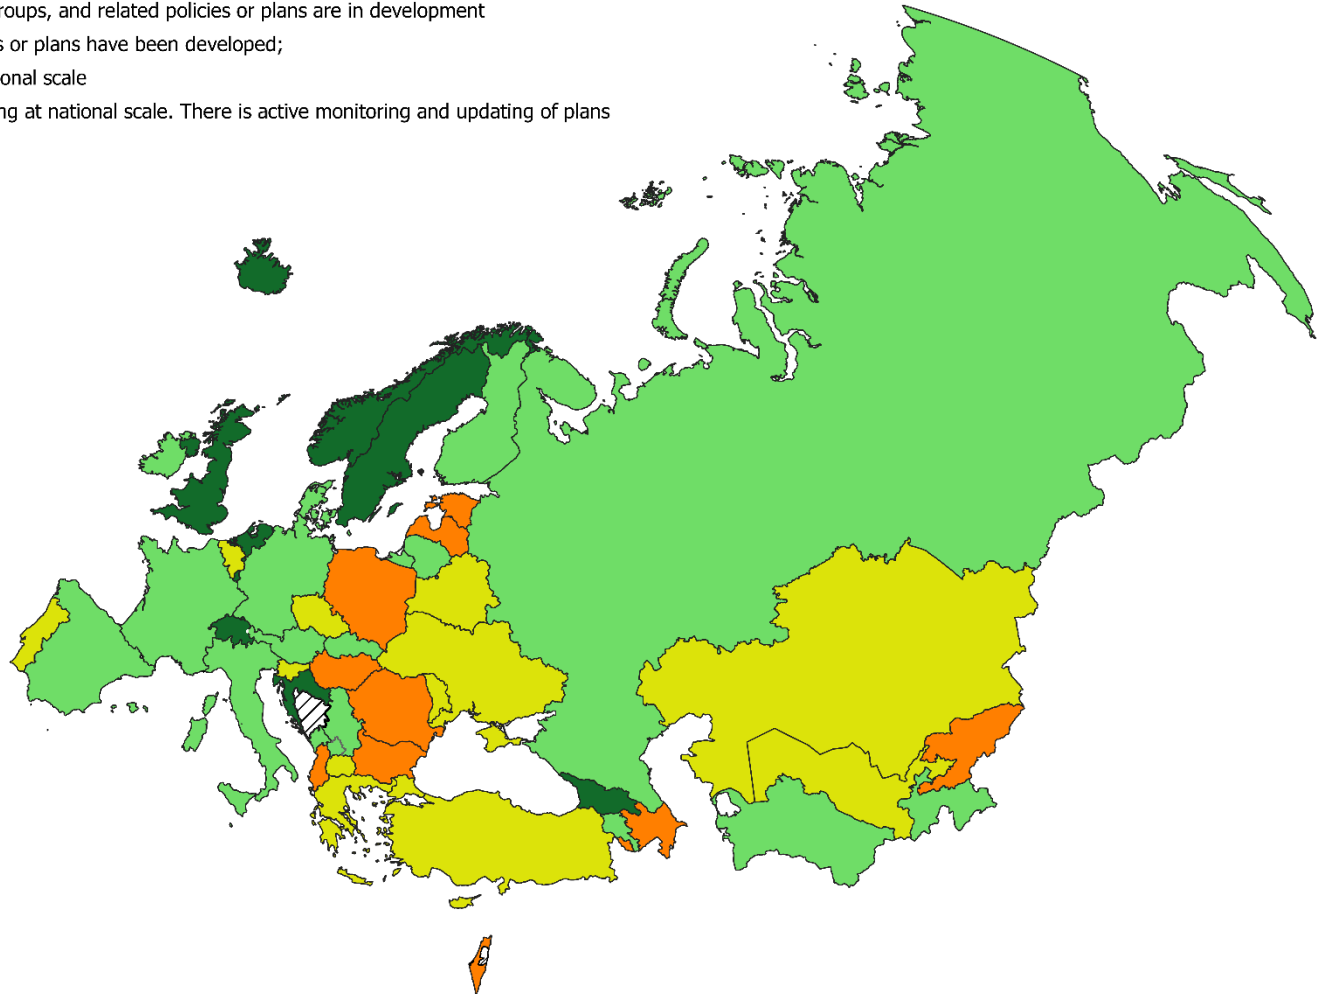 roups, and related policies or plans are in development
s or plans have been developed;
onal scale
ng at national scale. There is active monitoring and updating of plans